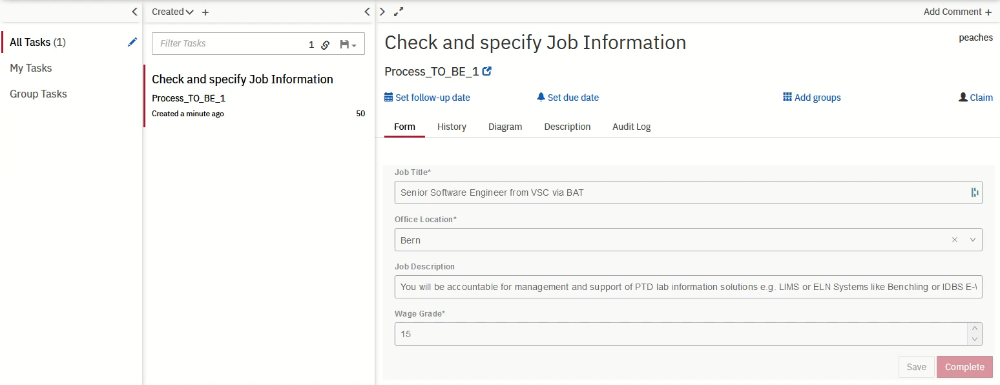 Created
Add Comment +
All Tasks (1)
My Tasks
Group Tasks
Filter Tasks 1
Check and specify Job Information
Process_TO_BE_1
Created a minute ago 50
Check and specify Job Information
peaches
Process_TO_BE_1
Set follow-up date
Set due date
Add groups
Claim
Form History Diagram Description Audit Log
Job Title*
Senior Software Engineer from VSC via BAT
Office Location*
Bern
Job Description
You will be accountable for management and support of PTD lab information solutions e.g. LIMS or ELN Systems like Benchling or IDBS E-
Wage Grade*
15
Save Complete